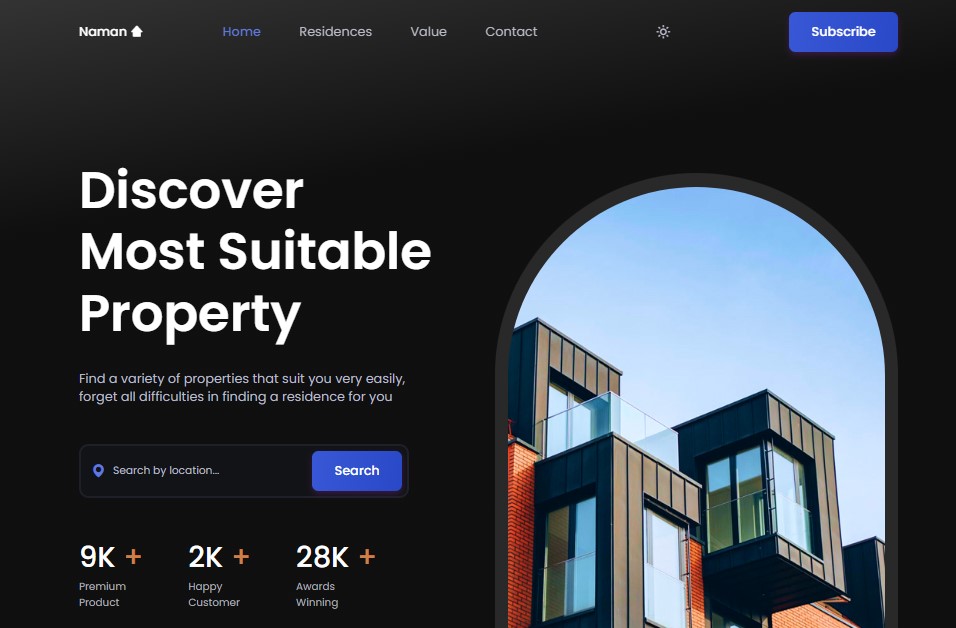 Naman
Home
Residences
Value
Contact
Subscribe
Discover
Most Suitable
Property
Find a variety of properties that suit you very easily,
forget all difficulties in finding a residence for you
Search by location...
Search
9K +
2K +
28K +
Premium
Product
Happy
Customer
Awards
Winning